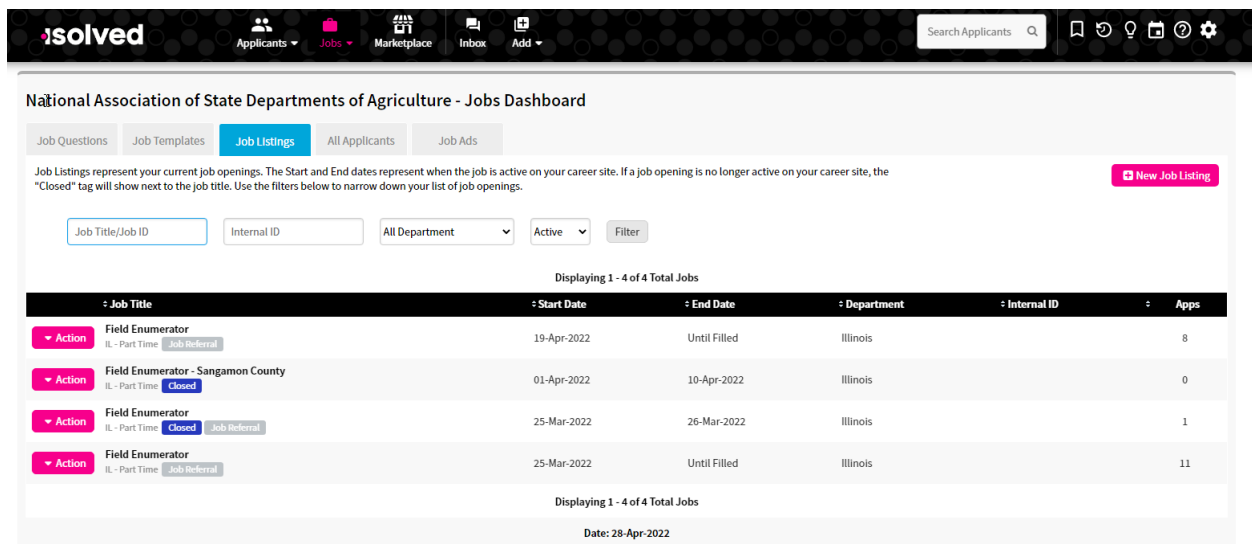 isolved
Applicants
Jobs
Marketplace
Inbox
Add
Search Applicants
National Association of State Departments of Agriculture - Jobs Dashboard
Job Questions Job Templates Job Listings All Applicants Job Ads
Job Listings represent your current job openings. The Start and End dates represent when the job is active on your career site. If a job opening is no longer active on your career site, the
"Closed" tag will show next to the job title. Use the filters below to narrow down your list of job openings.
New Job Listing
Job Title/Job ID Internal ID All Department Active Filter
Displaying 1 - 4 of 4 Total Jobs
Job Title Start Date End Date Department Internal ID Apps
Action Field Enumerator 19-Apr-2022 Until Filled Illinois 8
IL - Part Time Job Referral
Action Field Enumerator - Sangamon County 01-Apr-2022 10-Apr-2022 Illinois 0
IL - Part Time Closed
Action Field Enumerator 25-Mar-2022 26-Mar-2022 Illinois 1
IL - Part Time Closed Job Referral
Action Field Enumerator 25-Mar-2022 Until Filled Illinois 11
IL - Part Time Job Referral
Displaying 1 - 4 of 4 Total Jobs
Date: 28-Apr-2022